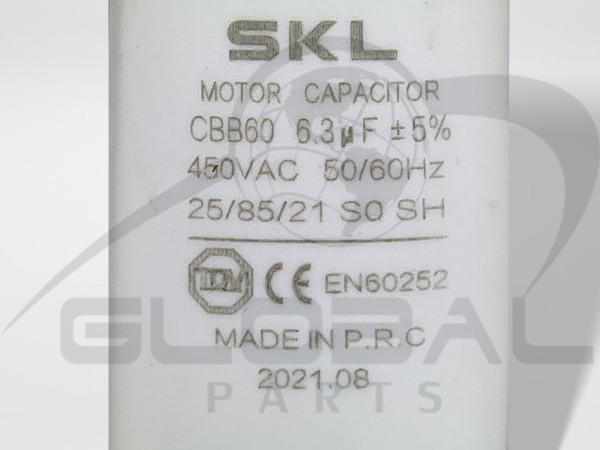 SKL
MOTOR CAPACITOR
CBB60 6.3µF ±5%
450VAC 50/60Hz
25/85/21 S0 SH
CE EN60252
MADE IN P.R.C
2021.08
GLOBAL
PARTS